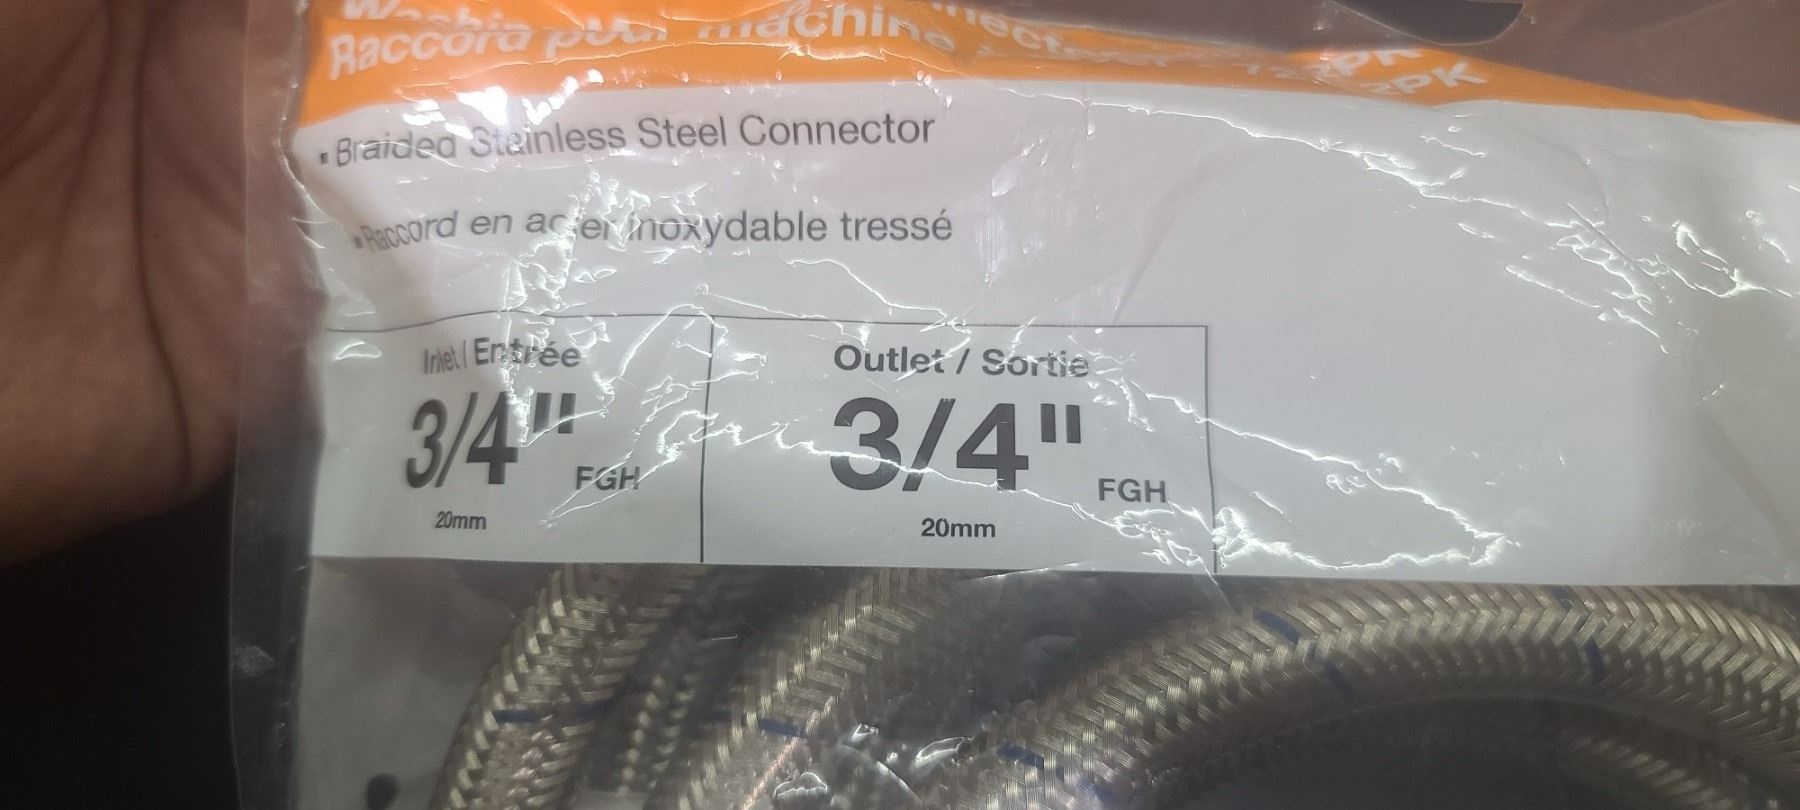 Raccord pour machine
2PK
▪ Braided Stainless Steel Connector
▪ Raccord en acier inoxydable tressé
Inlet / Entrée
3/4" FGH
20mm
Outlet / Sortie
3/4" FGH
20mm